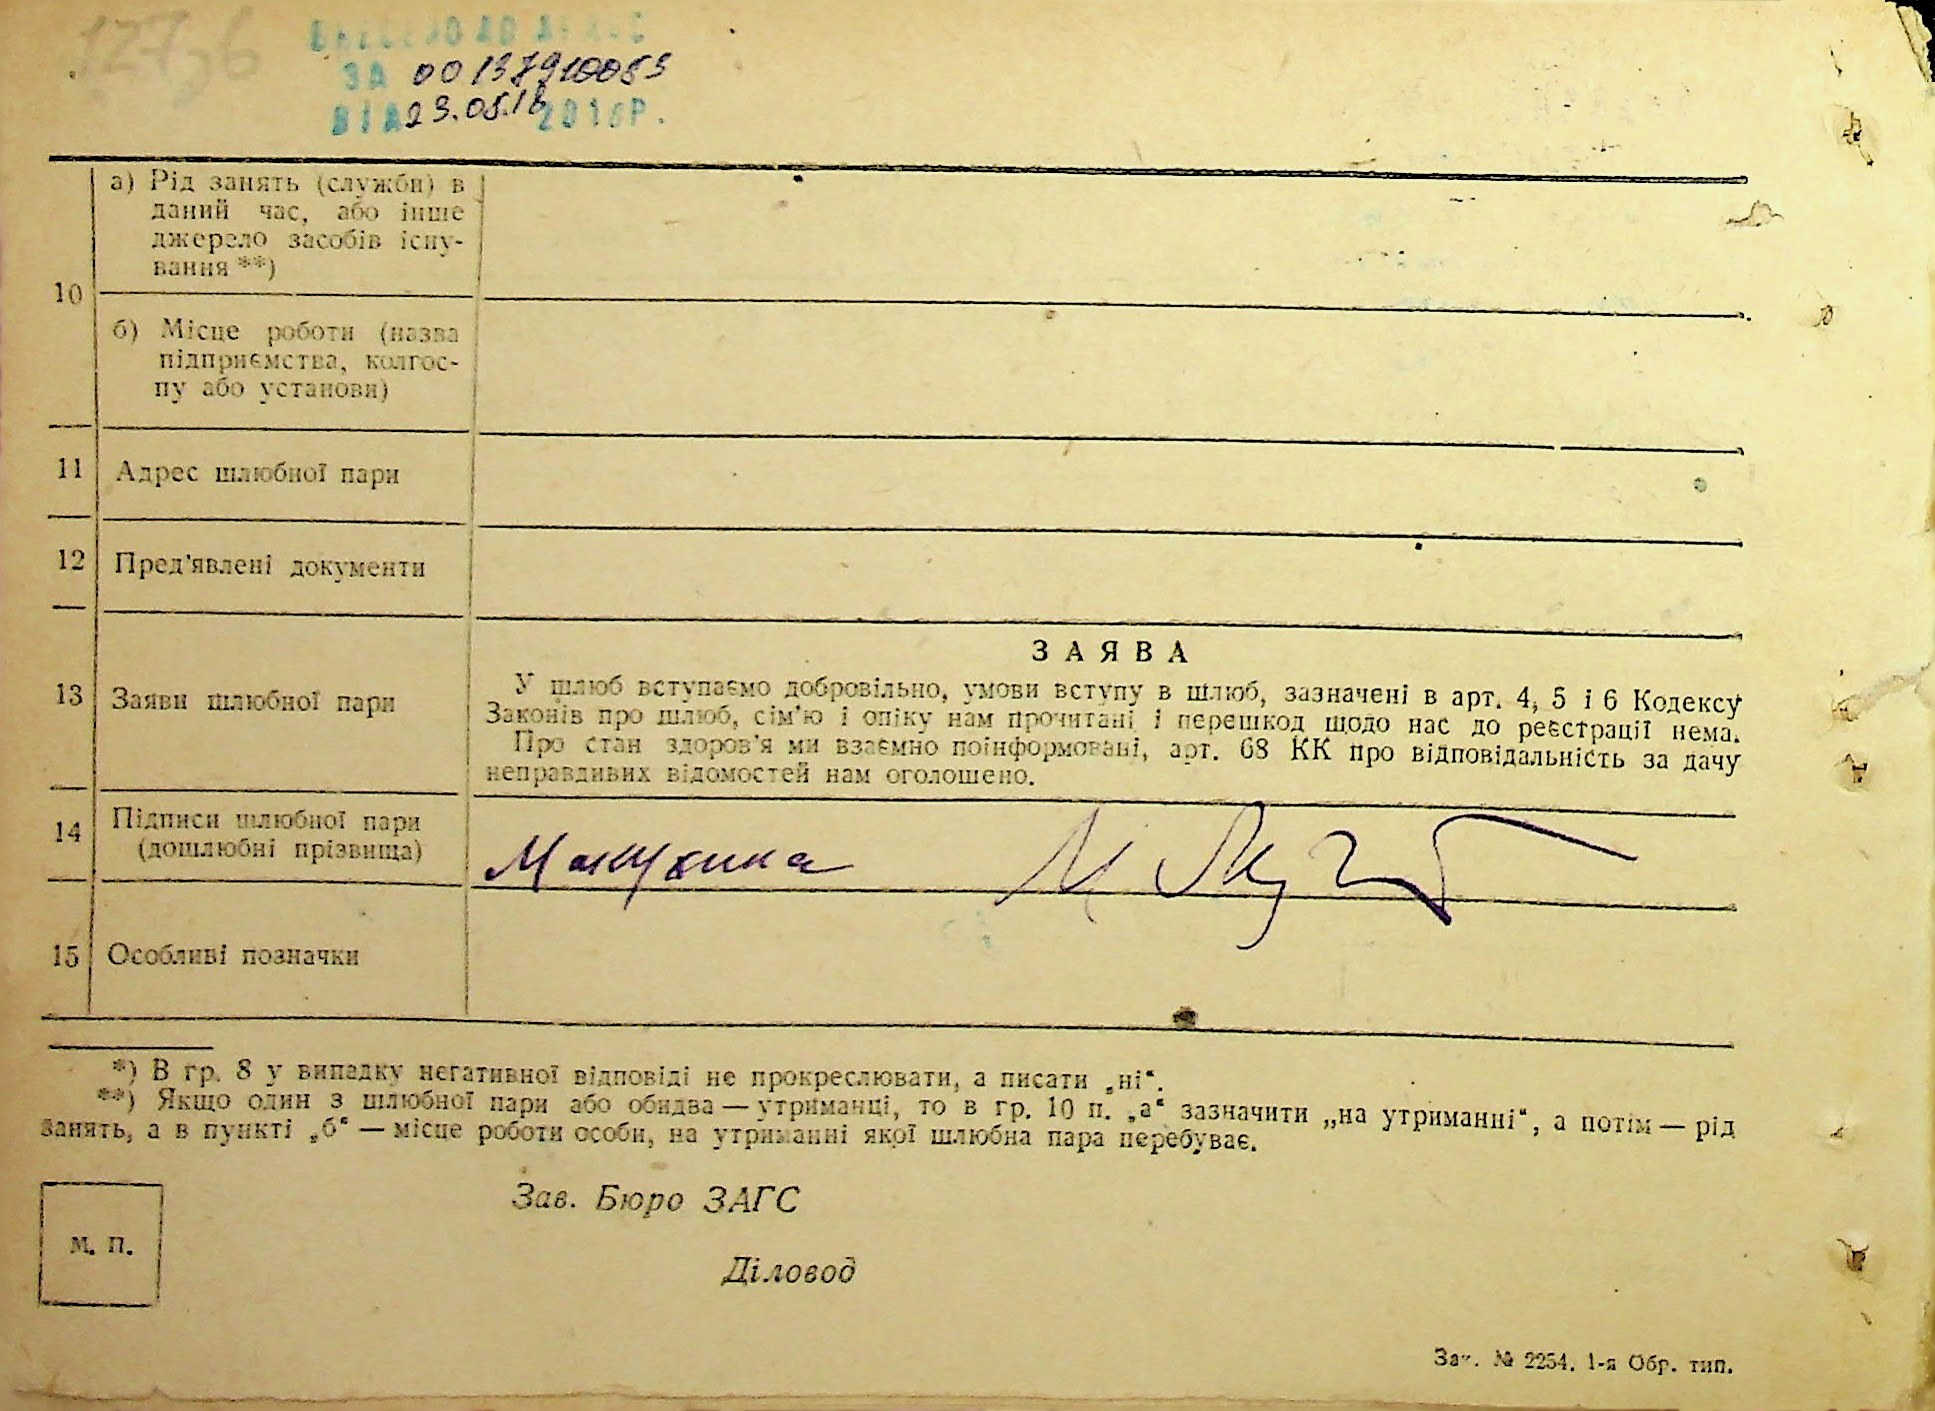 127зб
ВНЕСЕНО ДО ДРАЦС
ЗА 00137910083
ВІД 23.05.18 2016Р.
10
а) Рід занять (служби) в
даний час, або інше
джерело засобів існу-
вання **)
б) Місце роботи (назва
підприємства, колгос-
пу або установи)
11 Адрес шлюбної пари
12 Пред'явлені документи
13 Заяви шлюбної пари
ЗАЯВА
У шлюб вступаємо добровільно, умови вступу в шлюб, зазначені в арт. 4, 5 і 6 Кодексу
Законів про шлюб, сім'ю і опіку нам прочитані і перешкод щодо нас до реєстрації нема.
Про стан здоров'я ми взаємно поінформовані, арт. 68 КК про відповідальність за дачу
неправдивих відомостей нам оголошено.
14 Підписи шлюбної пари
(дошлюбні прізвища)
15 Особливі позначки
*) В гр. 8 у випадку негативної відповіді не прокреслювати, а писати „ні“.
**) Якщо один з шлюбної пари або обидва — утриманці, то в гр. 10 п. „а“ зазначити „на утриманні“, а потім — рід
занять, а в пункті „б“ — місце роботи особи, на утриманні якої шлюбна пара перебуває.
Зав. Бюро ЗАГС
М. П.
Діловод
Зак. № 2254. 1-я Обр. тип.